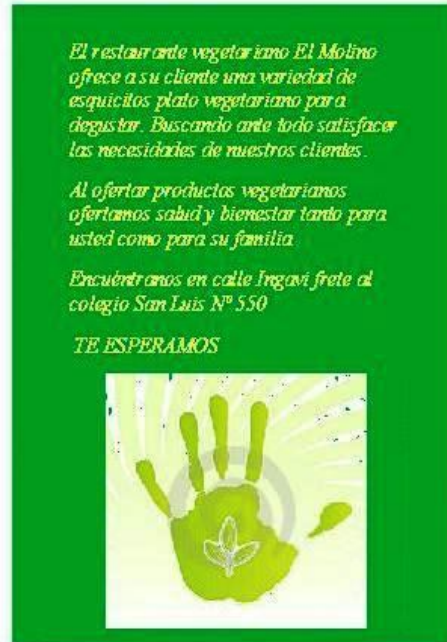 El restaurante vegetariano El Molino
ofrece a su cliente una variedad de
esquicitos plato vegetariano para
degustar. Buscando ante todo satisfacer
las necesidades de nuestros clientes.
Al ofertar productos vegetarianos
ofertamos salud y bienestar tanto para
usted como para su familia
Encuéntranos en calle Ingavi frete al
colegio San Luis Nº 550
TE ESPERAMOS